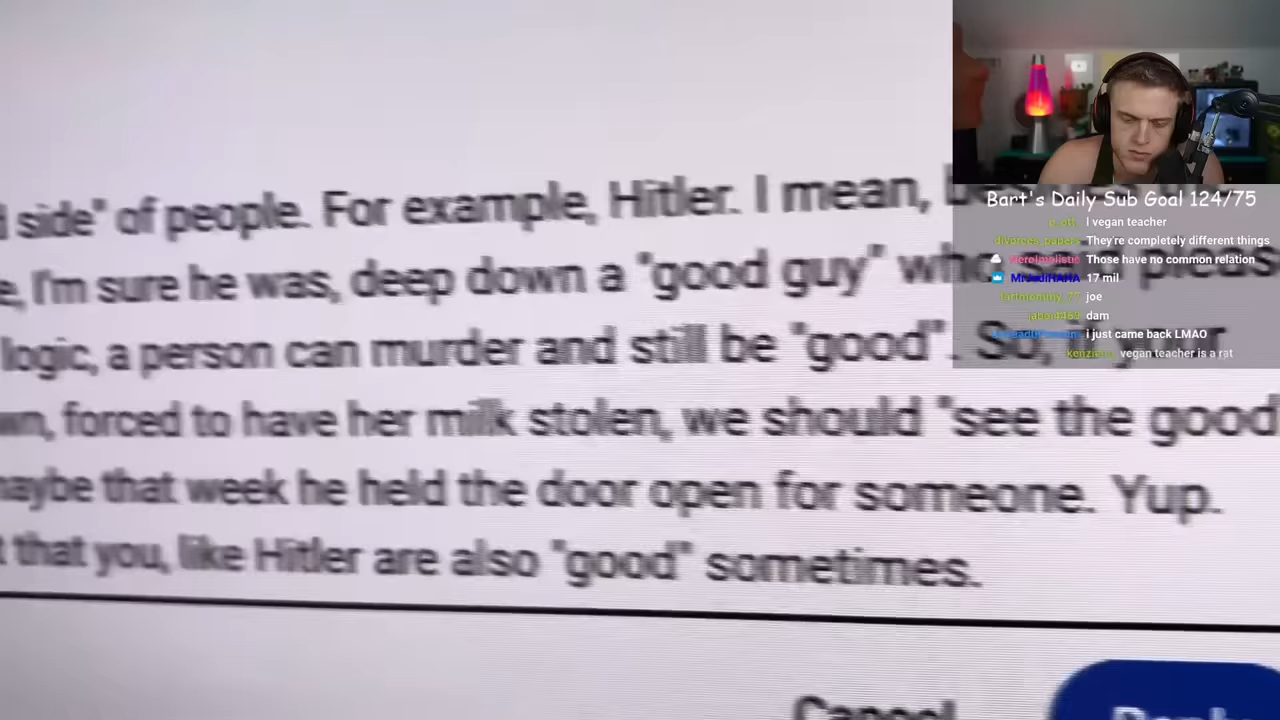 side" of people. For example, Hitler. I mean,
I'm sure he was, deep down a "good guy"
logic, a person can murder and still be "good". So,
forced to have her milk stolen, we should "see the good
maybe that week he held the door open for someone. Yup.
that you, like Hitler are also "good" sometimes.
Cancel
Bart's Daily Sub Goal 124/75
I vegan teacher
They're completely different things
Those have no common relation
MrJediHAHA 17 mil
joe
dam
i just came back LMAO
vegan teacher is a rat